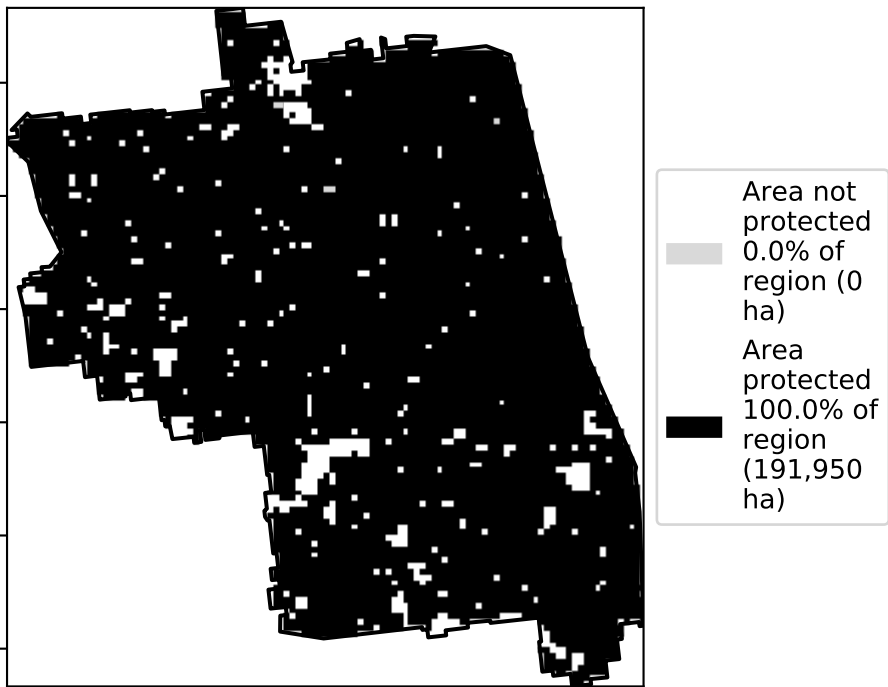 Area not
protected
0.0% of
region (0
ha)
Area
protected
100.0% of
region
(191,950
ha)